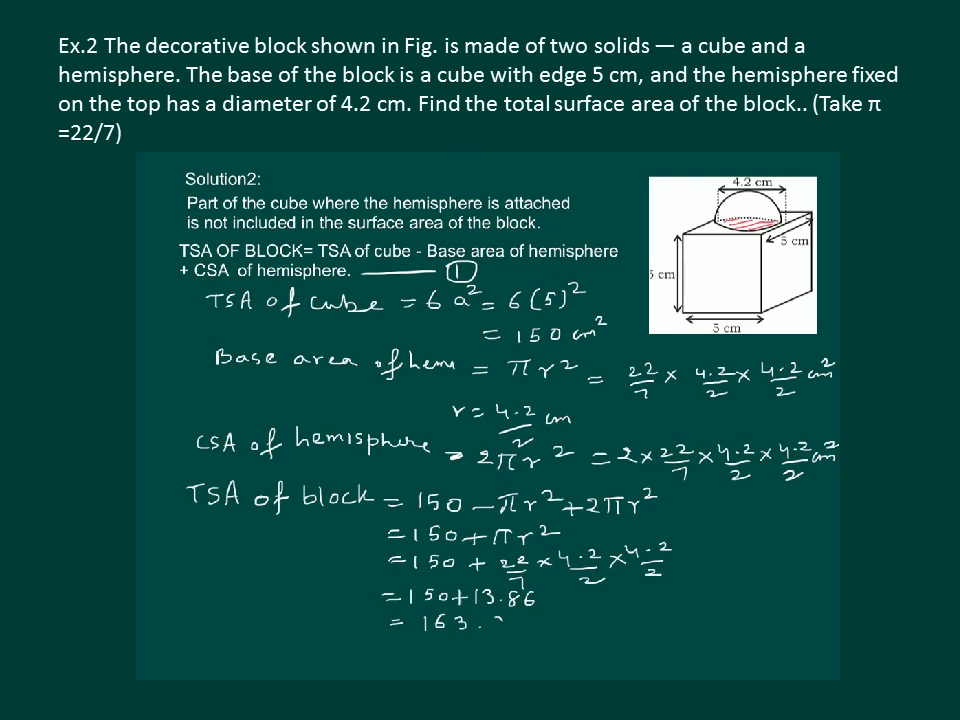 Ex.2 The decorative block shown in Fig. is made of two solids — a cube and a
hemisphere. The base of the block is a cube with edge 5 cm, and the hemisphere fixed
on the top has a diameter of 4.2 cm. Find the total surface area of the block.. (Take π
=22/7)
Solution2:
Part of the cube where the hemisphere is attached
is not included in the surface area of the block.
TSA OF BLOCK= TSA of cube - Base area of hemisphere
+ CSA of hemisphere. ——— 1
4.2 cm
5 cm
5 cm
5 cm
TSA of cube = 6 a² = 6 (5)²
= 150 cm²
Base area of hemi = πr² = 22/7 × 4.2/2 × 4.2/2 cm²
r = 4.2/2 cm
CSA of hemisphere = 2πr² = 2 × 22/7 × 4.2/2 × 4.2/2 cm²
TSA of block = 150 - πr² + 2πr²
= 150 + πr²
= 150 + 22/7 × 4.2/2 × 4.2/2
= 150 + 13.86
= 163.